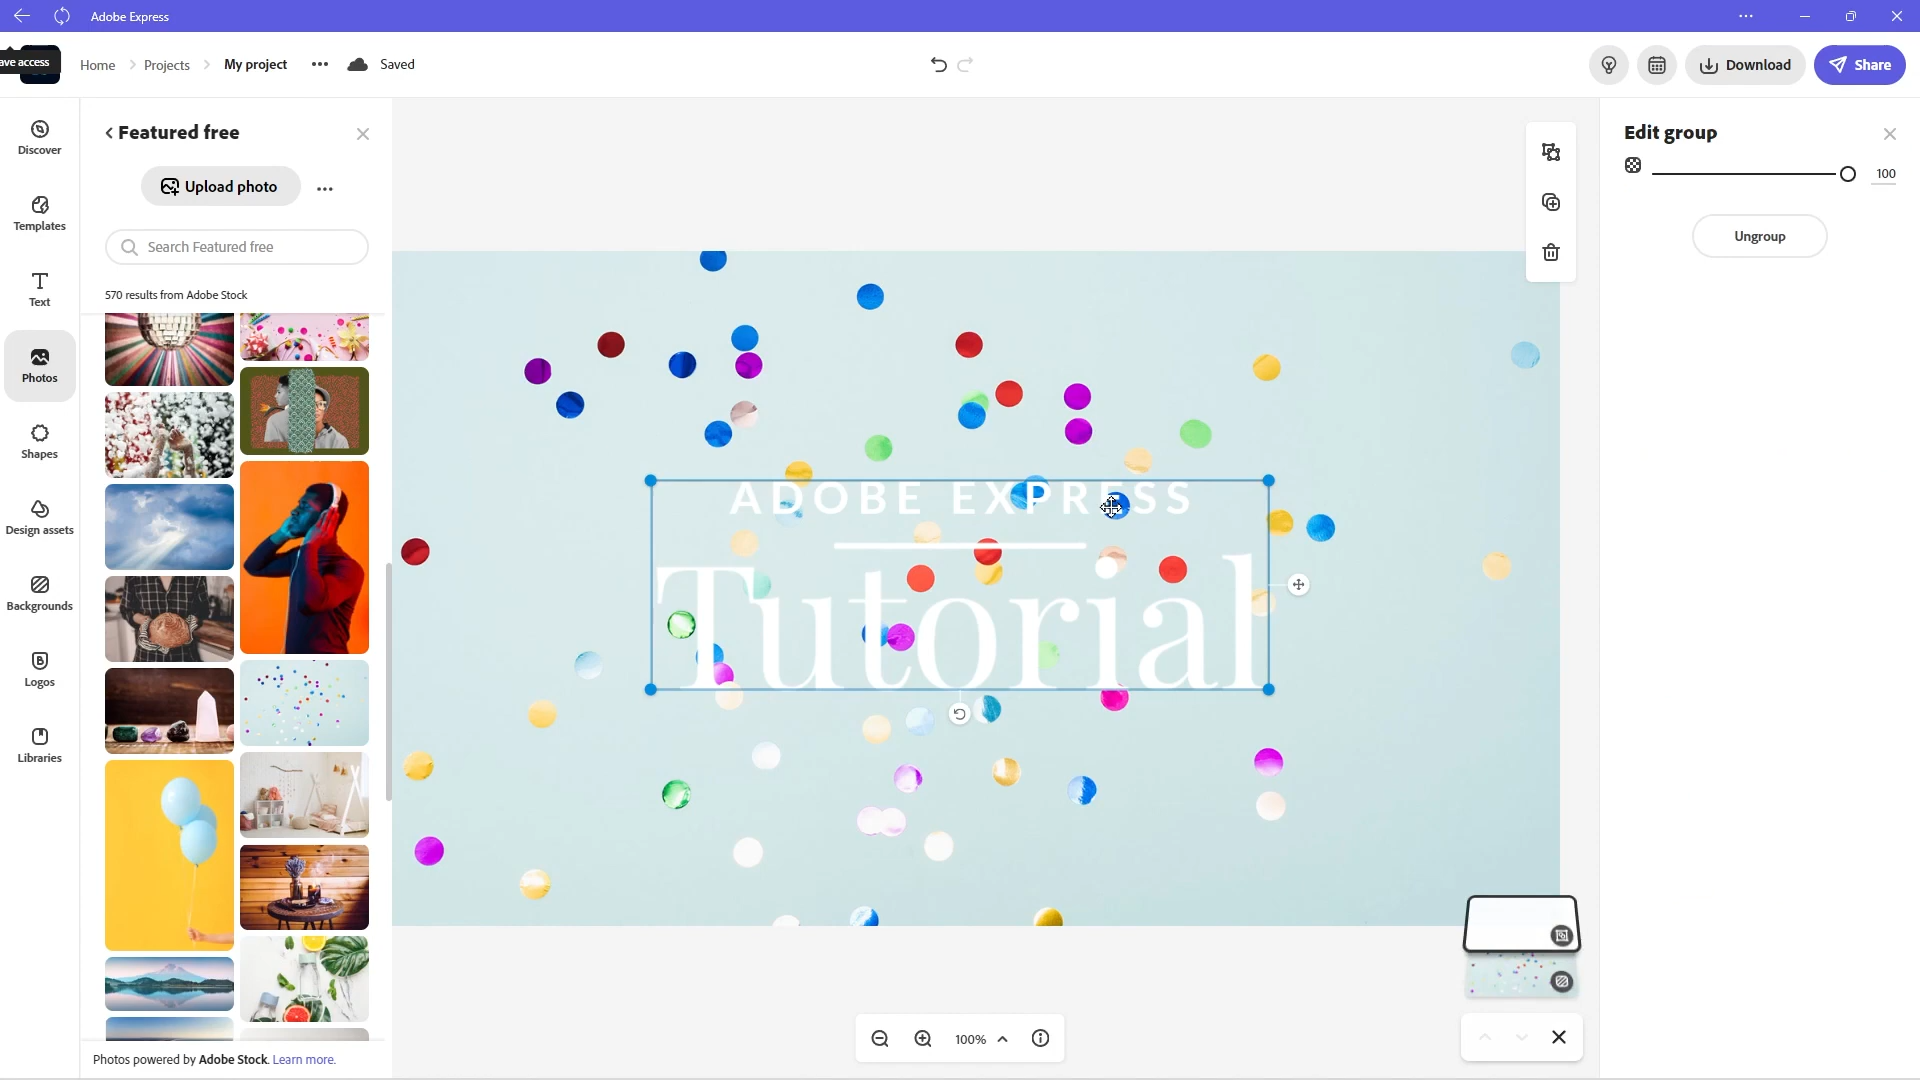 Adobe Express
ave access
Home
Projects
My project
Saved
Download
Share
Discover
Templates
Text
Photos
Shapes
Design assets
Backgrounds
Logos
Libraries
Featured free
Upload photo
Search Featured free
570 results from Adobe Stock
Photos powered by Adobe Stock. Learn more.
ADOBE EXPRESS
Tutorial
100%
Edit group
100
Ungroup